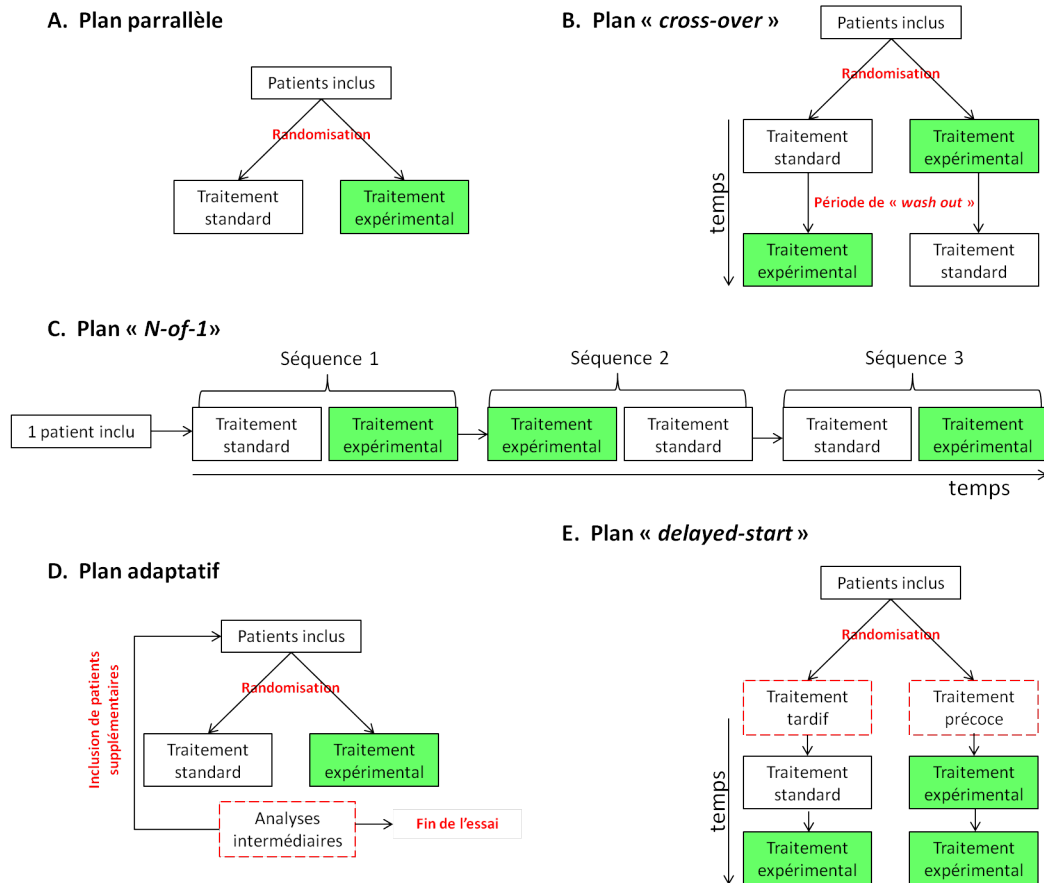 A. Plan parrallèle
Patients inclus
Randomisation
Traitement
standard
Traitement
expérimental
B. Plan « cross-over »
Patients inclus
Randomisation
temps
Traitement
standard
Traitement
expérimental
Période de « wash out »
Traitement
expérimental
Traitement
standard
C. Plan « N-of-1»
Séquence 1
Séquence 2
Séquence 3
1 patient inclu
Traitement
standard
Traitement
expérimental
Traitement
expérimental
Traitement
standard
Traitement
standard
Traitement
expérimental
temps
D. Plan adaptatif
Patients inclus
Inclusion de patients
supplémentaires
Randomisation
Traitement
standard
Traitement
expérimental
Analyses
intermédiaires
Fin de l'essai
E. Plan « delayed-start »
Patients inclus
Randomisation
Traitement
tardif
Traitement
précoce
temps
Traitement
standard
Traitement
expérimental
Traitement
expérimental
Traitement
expérimental